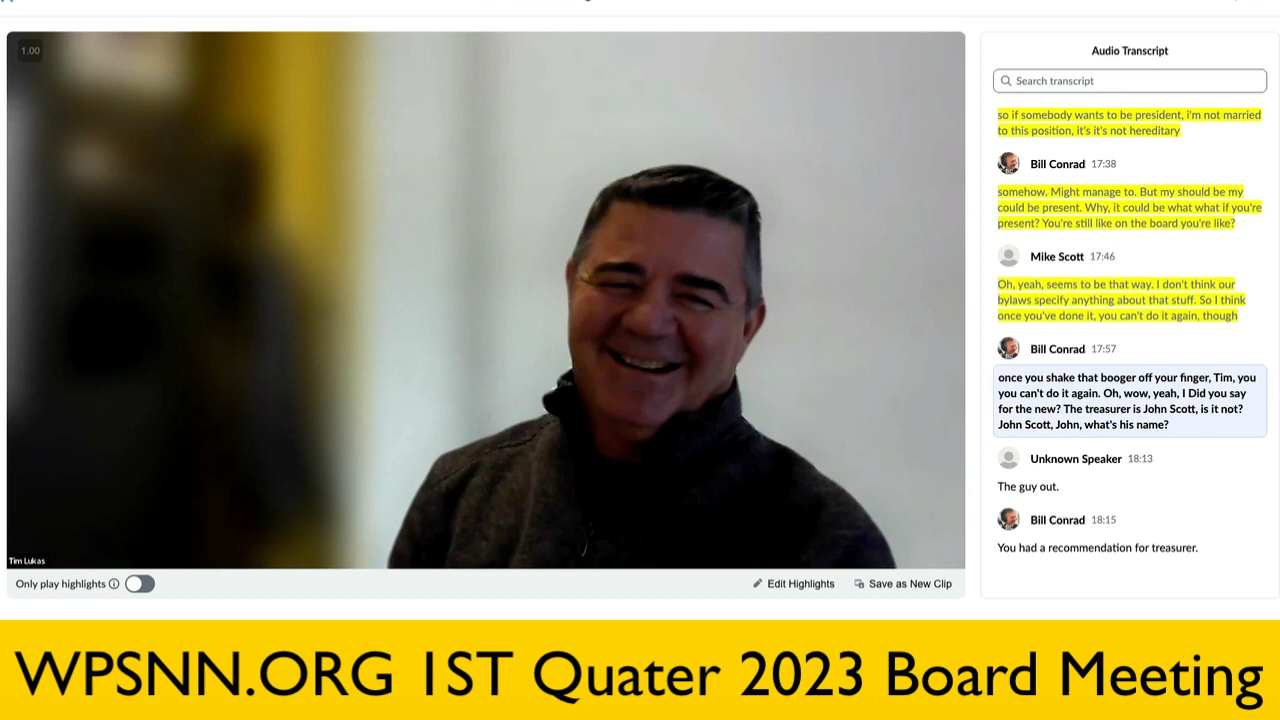 1.00
Tim Lukas
Only play highlights
Edit Highlights
Save as New Clip
Audio Transcript
Search transcript
so if somebody wants to be president, i'm not married
to this position, it's it's not hereditary
Bill Conrad 17:38
somehow. Might manage to. But my should be my
could be present. Why, it could be what what if you're
present? You're still like on the board you're like?
Mike Scott 17:46
Oh, yeah, seems to be that way. I don't think our
bylaws specify anything about that stuff. So I think
once you've done it, you can't do it again, though
Bill Conrad 17:57
once you shake that booger off your finger, Tim, you
you can't do it again. Oh, wow, yeah, I Did you say
for the new? The treasurer is John Scott, is it not?
John Scott, John, what's his name?
Unknown Speaker 18:13
The guy out.
Bill Conrad 18:15
You had a recommendation for treasurer.
WPSNN.ORG 1ST Quater 2023 Board Meeting